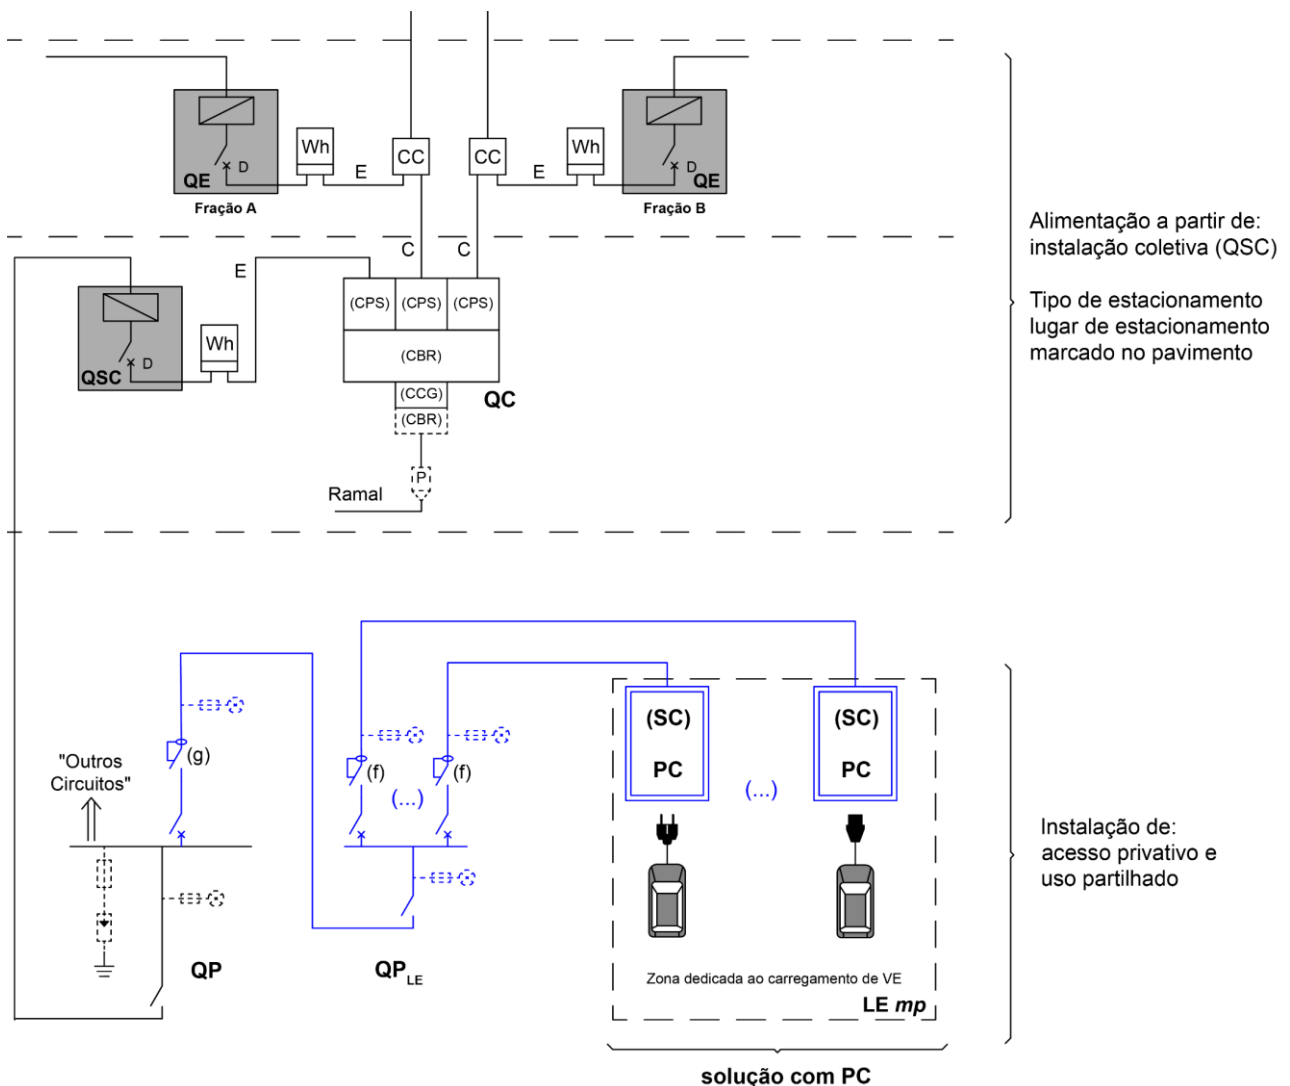 Wh
CC
CC
Wh
D
E
E
D
QE
QE
Fração A
Fração B
Alimentação a partir de:
instalação coletiva (QSC)
Tipo de estacionamento
lugar de estacionamento
marcado no pavimento
E
C
C
(CPS)
(CPS)
(CPS)
Wh
(CBR)
D
QSC
(CCG)
QC
(CBR)
P
Ramal
(SC)
PC
(SC)
PC
(g)
"Outros
Circuitos"
(f)
(f)
(...)
(...)
Instalação de:
acesso privativo e
uso partilhado
QP
QP LE
Zona dedicada ao carregamento de VE
LE mp
solução com PC